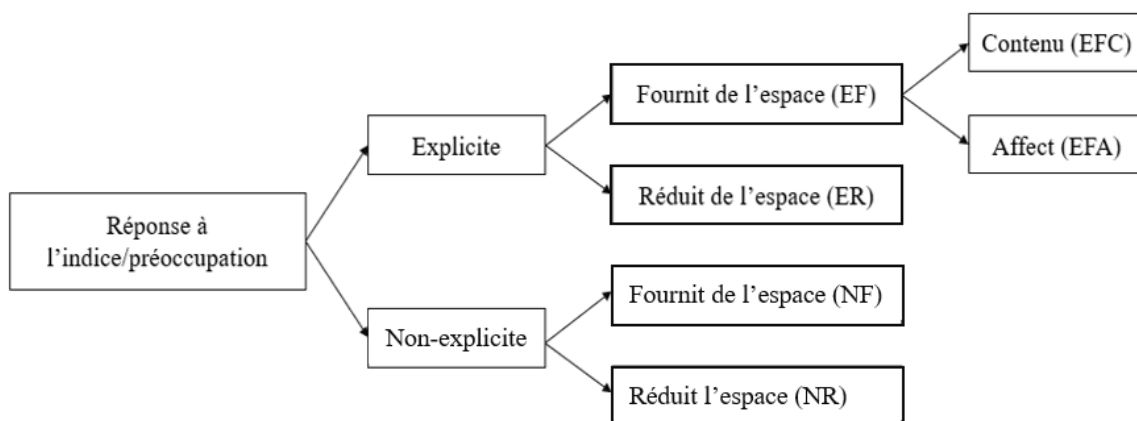 Réponse à
l’indice/préoccupation
Explicite
Non-explicite
Fournit de l’espace (EF)
Réduit de l’espace (ER)
Fournit de l’espace (NF)
Réduit l’espace (NR)
Contenu (EFC)
Affect (EFA)